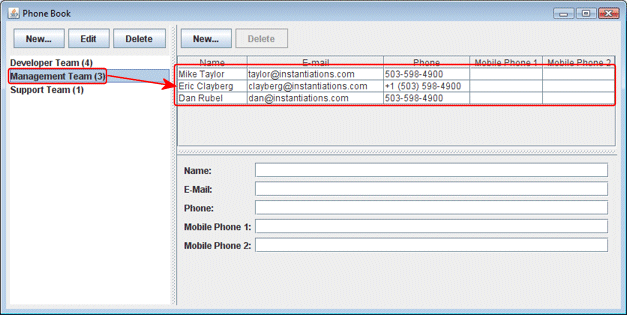 Phone Book
New... Edit Delete
New... Delete
Developer Team (4)
Management Team (3)
Support Team (1)
Name E-mail Phone Mobile Phone 1 Mobile Phone 2
Mike Taylor taylor@instantiations.com 503-598-4900
Eric Clayberg clayberg@instantiations.com +1 (503) 598-4900
Dan Rubel dan@instantiations.com 503-598-4900
Name:
E-Mail:
Phone:
Mobile Phone 1:
Mobile Phone 2: